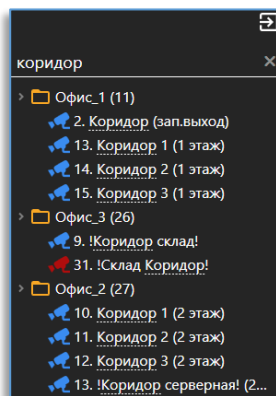 коридор
Офис_1 (11)
2. Коридор (зап.выход)
13. Коридор 1 (1 этаж)
14. Коридор 2 (1 этаж)
15. Коридор 3 (1 этаж)
Офис_3 (26)
9. !Коридор склад!
31. !Склад Коридор!
Офис_2 (27)
10. Коридор 1 (2 этаж)
11. Коридор 2 (2 этаж)
12. Коридор 3 (2 этаж)
13. !Коридор серверная! (2...